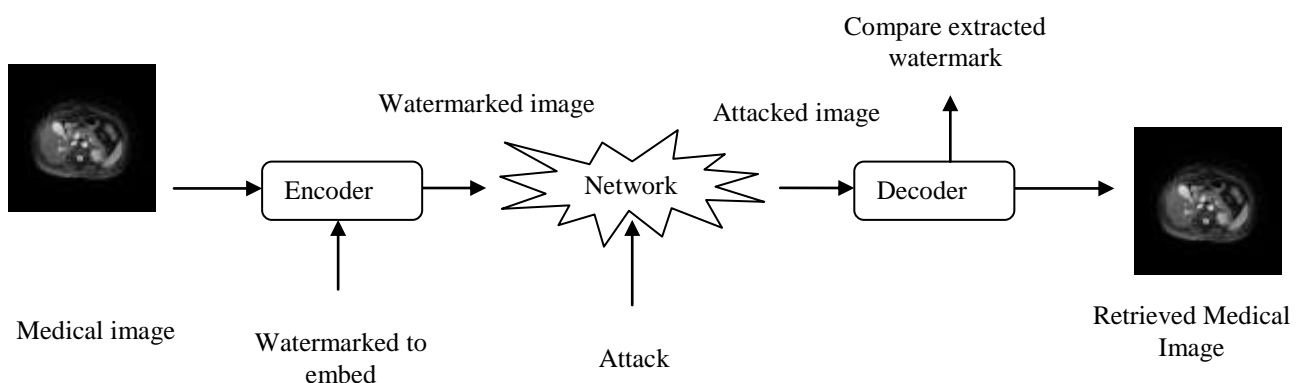 Compare extracted
watermark
Watermarked image
Attacked image
Encoder
Network
Decoder
Medical image
Watermarked to
embed
Attack
Retrieved Medical
Image